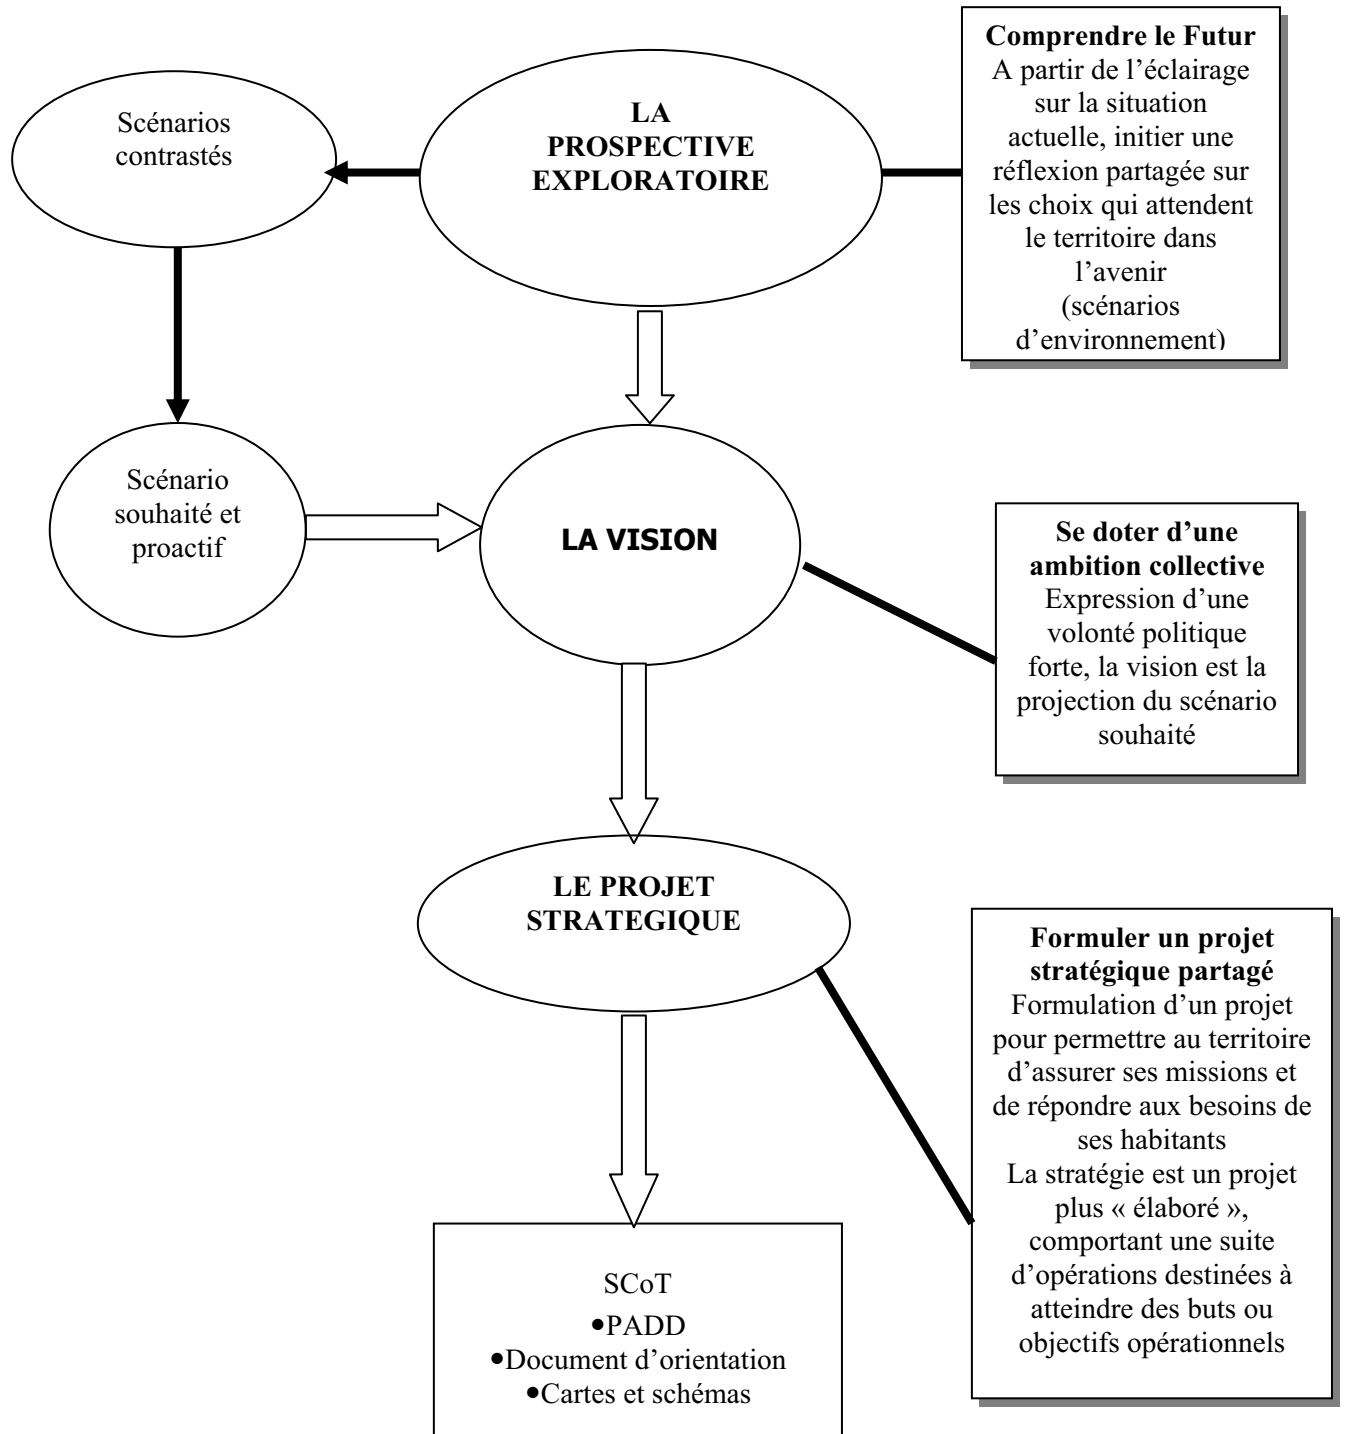 Comprendre le Futur
A partir de l’éclairage
sur la situation
actuelle, initier une
réflexion partagée sur
les choix qui attendent
le territoire dans
l’avenir
(scénarios
d’environnement)
Scénarios
contrastés
LA
PROSPECTIVE
EXPLORATOIRE
Scénario
souhaité et
proactif
LA VISION
Se doter d’une
ambition collective
Expression d’une
volonté politique
forte, la vision est la
projection du scénario
souhaité
LE PROJET
STRATEGIQUE
Formuler un projet
stratégique partagé
Formulation d’un projet
pour permettre au territoire
d’assurer ses missions et
de répondre aux besoins de
ses habitants
La stratégie est un projet
plus « élaboré »,
comportant une suite
d’opérations destinées à
atteindre des buts ou
objectifs opérationnels
SCoT
●PADD
●Document d’orientation
●Cartes et schémas